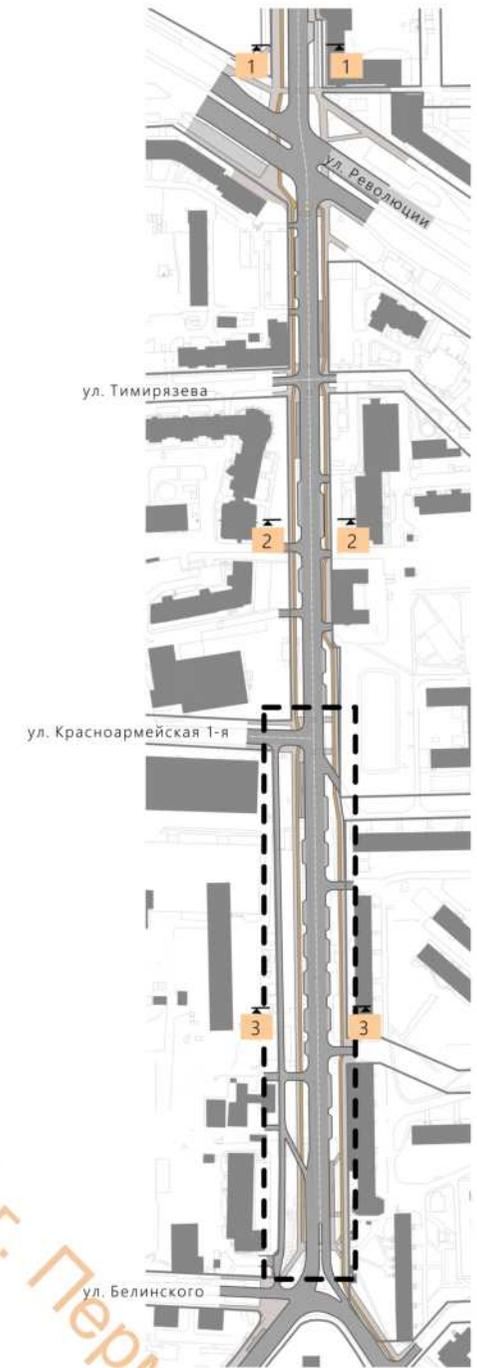 1 1
ул. Революции
ул. Тимирязева
2 2
ул. Красноармейская 1-я
3 3
ул. Белинского
г. Перм